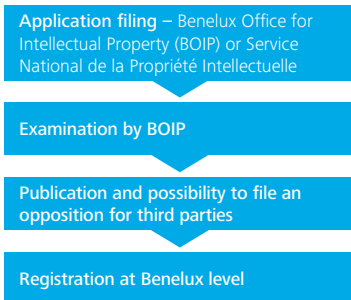 Application filing – Benelux Office for
Intellectual Property (BOIP) or Service
National de la Propriété Intellectuelle
Examination by BOIP
Publication and possibility to file an
opposition for third parties
Registration at Benelux level